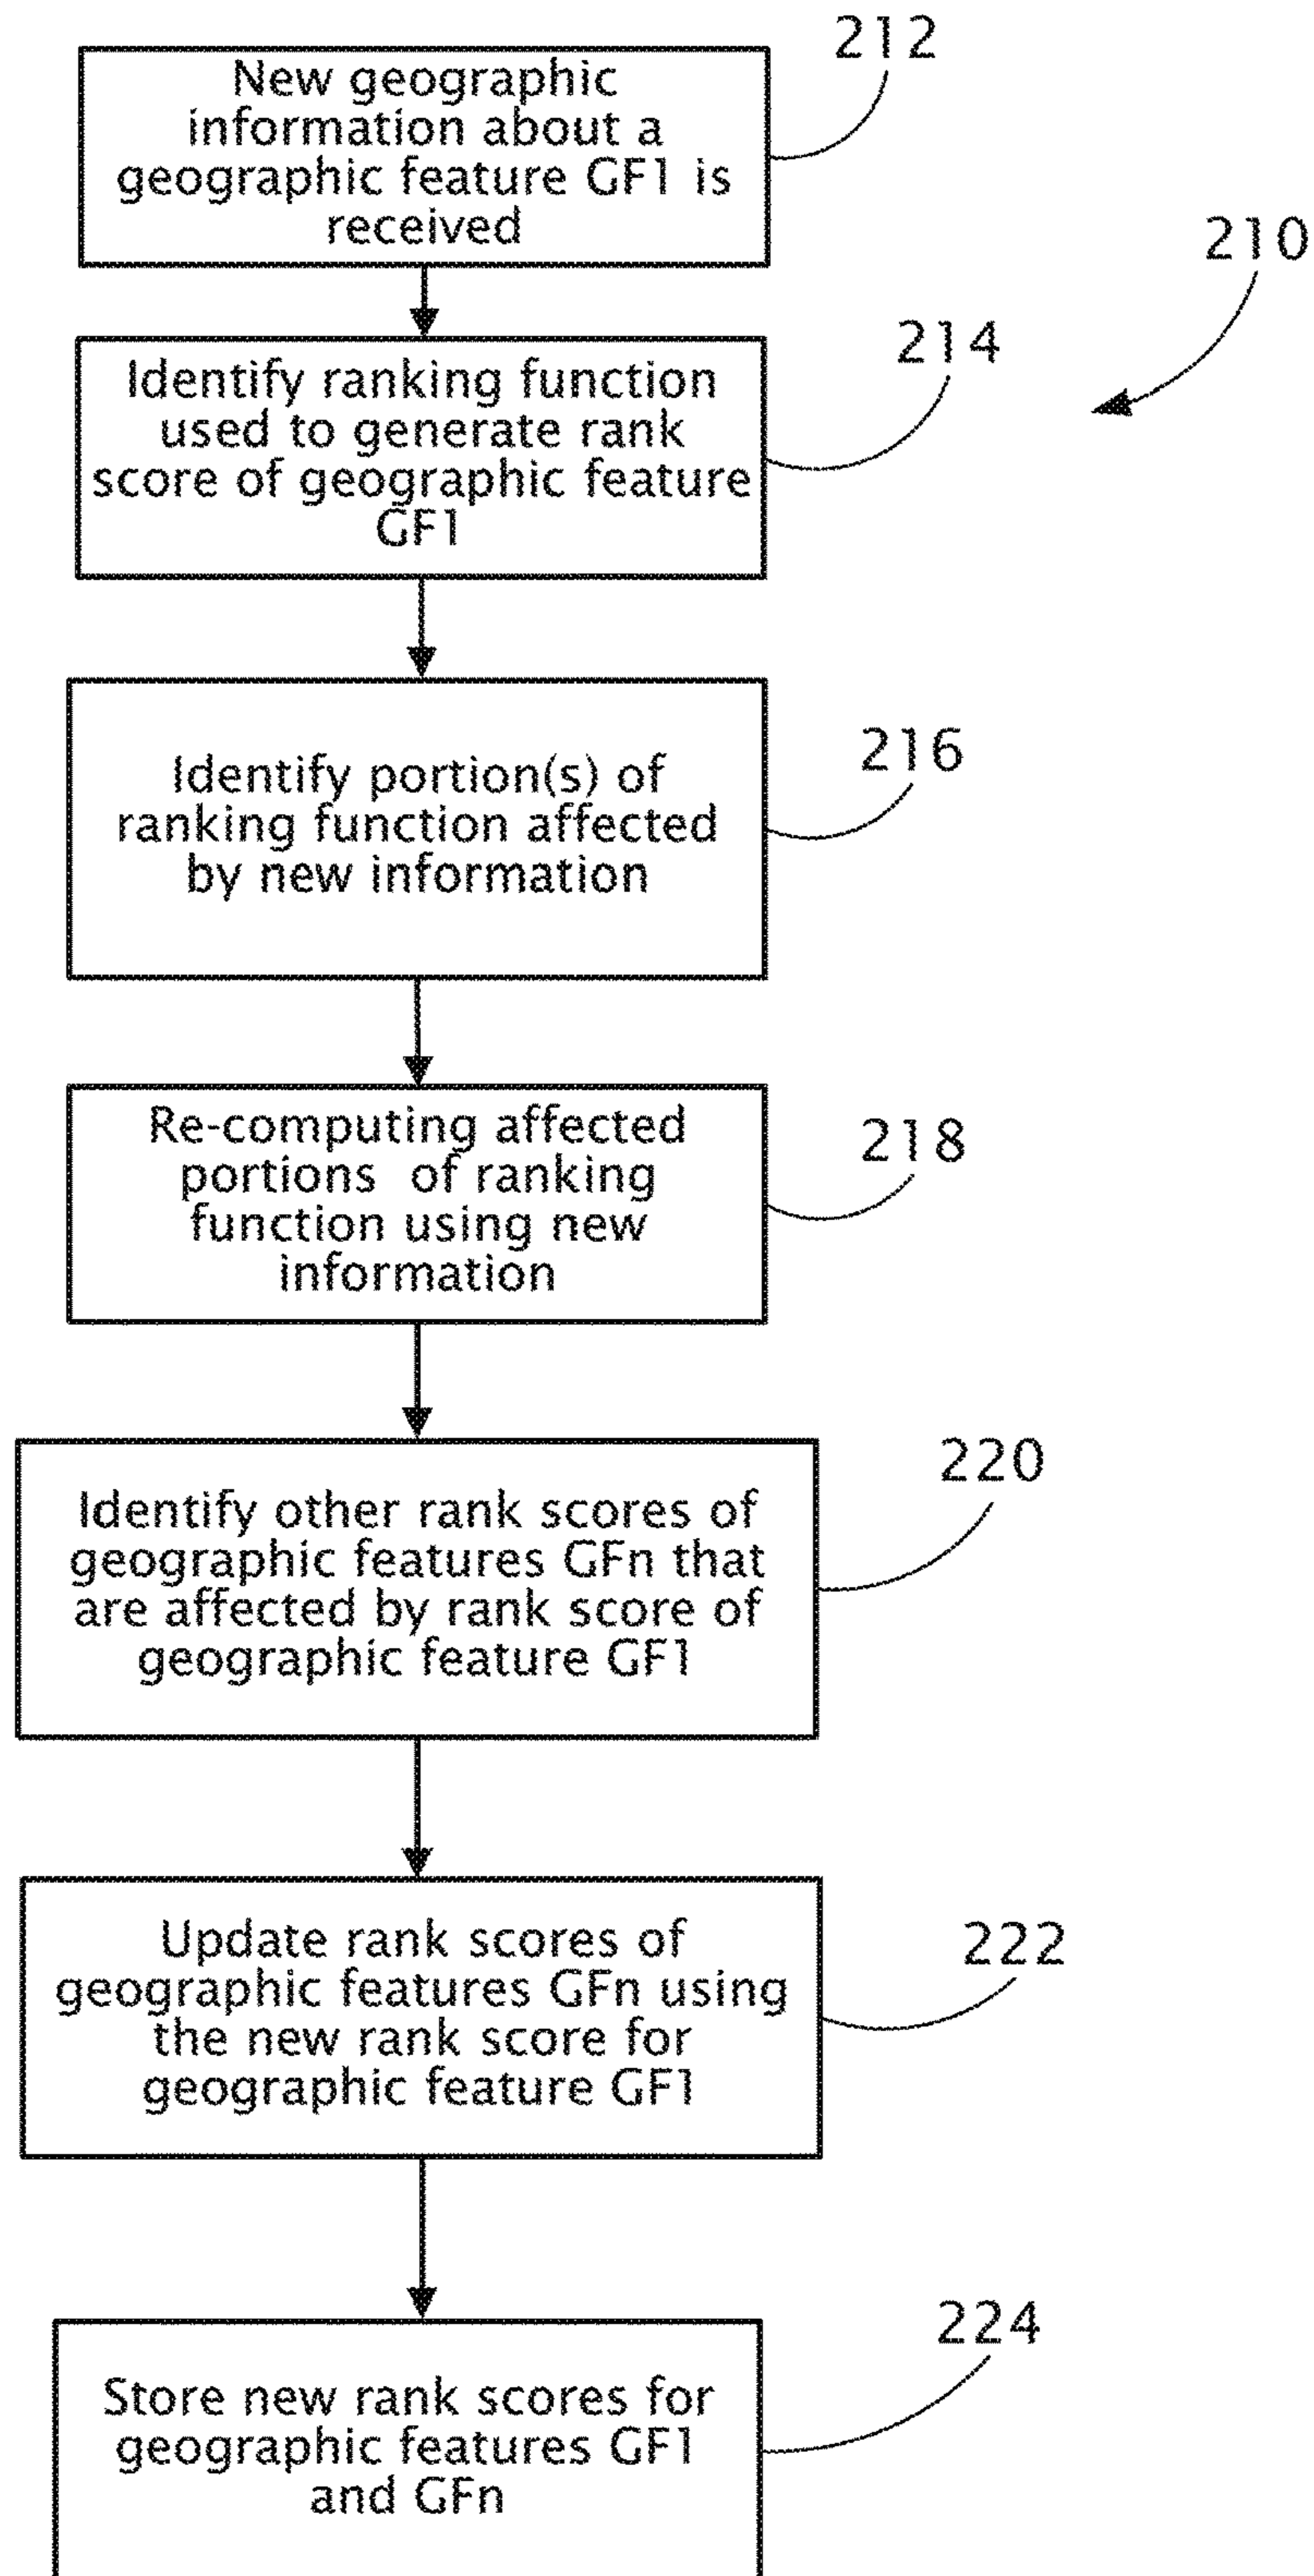 212
New geographic
information about a
geographic feature GF1 is
received
210
214
Identify ranking function
used to generate rank
score of geographic feature
GF1
216
Identify portion(s) of
ranking function affected
by new information
218
Re-computing affected
portions of ranking
function using new
information
220
Identify other rank scores of
geographic features GFn that
are affected by rank score of
geographic feature GF1
222
Update rank scores of
geographic features GFn using
the new rank score for
geographic feature GF1
224
Store new rank scores for
geographic features GF1
and GFn